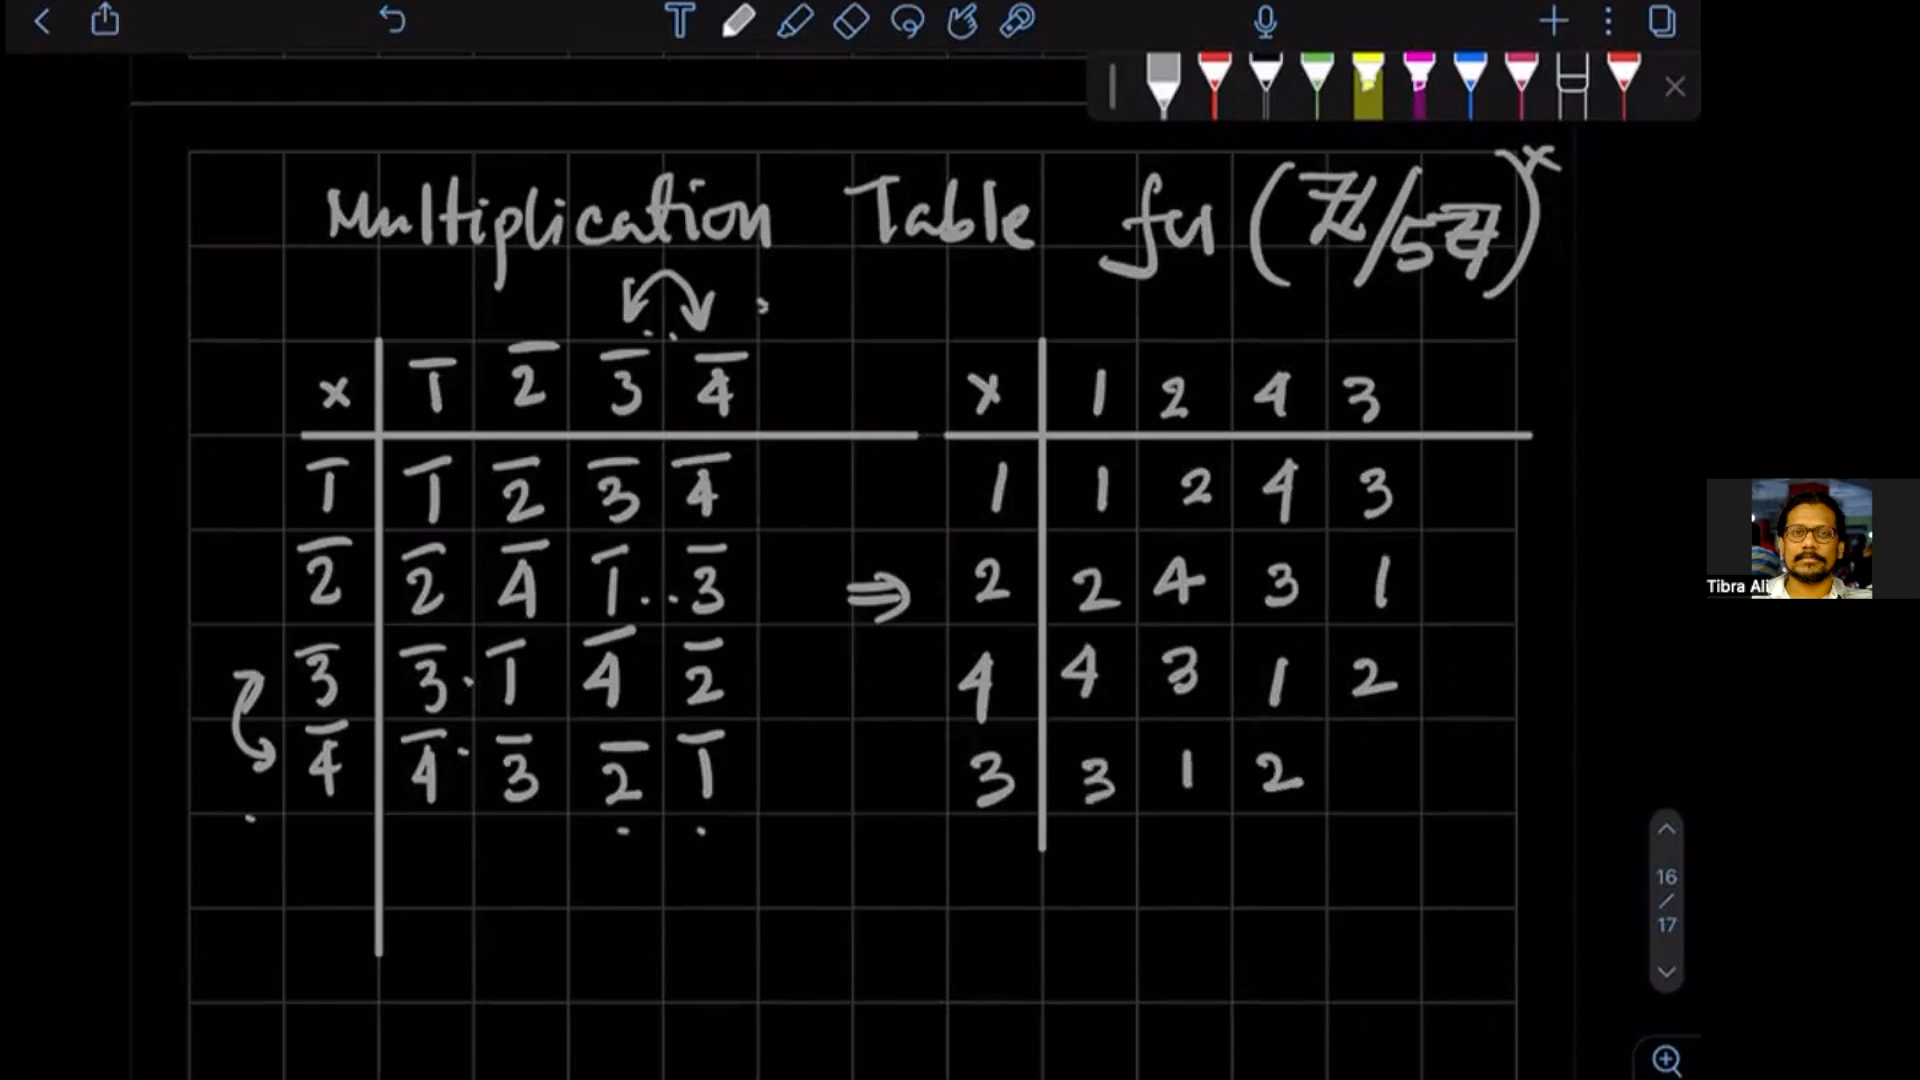 Multiplication Table for (ℤ/5ℤ)^×
× | 1̄ 2̄ 3̄ 4̄
1̄ | 1̄ 2̄ 3̄ 4̄
2̄ | 2̄ 4̄ 1̄ 3̄
3̄ | 3̄ 1̄ 4̄ 2̄
4̄ | 4̄ 3̄ 2̄ 1̄
⇒
× | 1 2 4 3
1 | 1 2 4 3
2 | 2 4 3 1
4 | 4 3 1 2
3 | 3 1 2
16
/
17
Tibra Ali